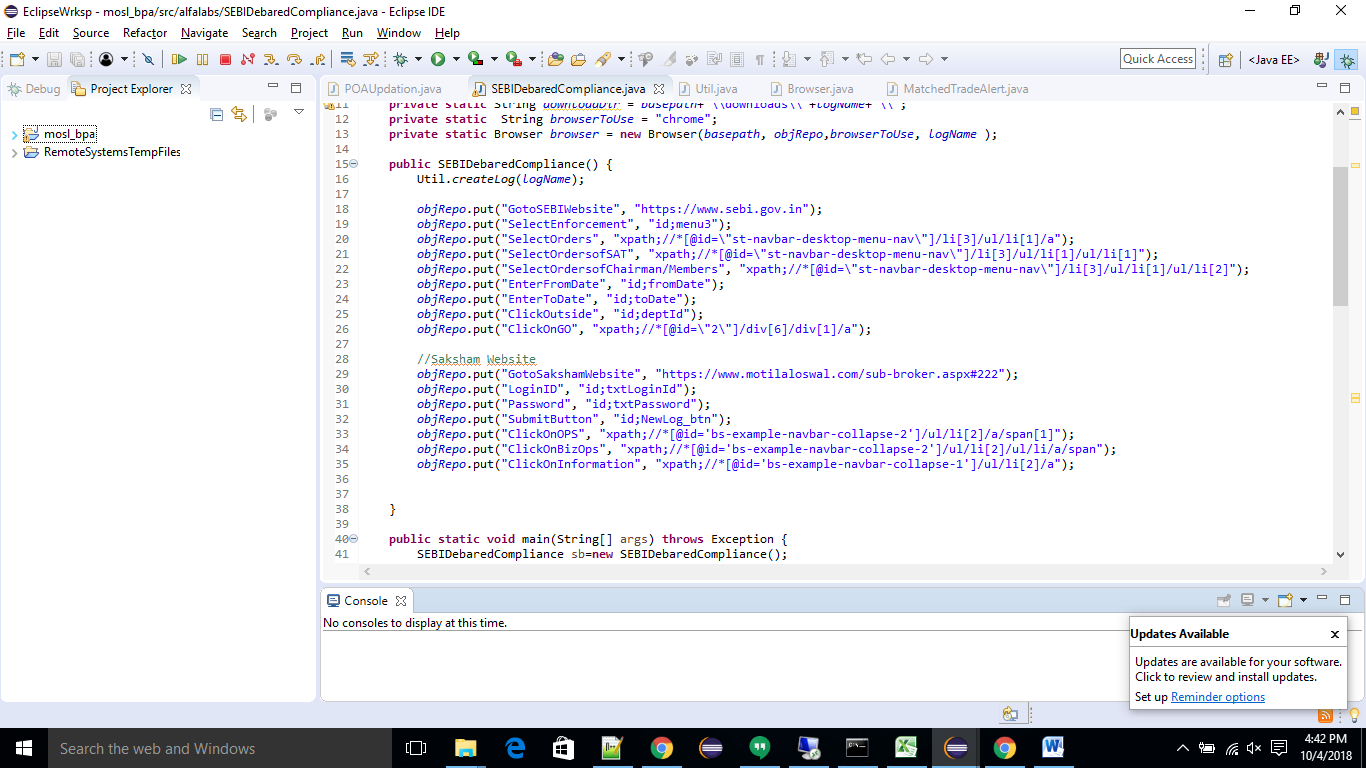 EclipseWrksp - mosl_bpa/src/alfalabs/SEBIDebaredCompliance.java - Eclipse IDE
File Edit Source Refactor Navigate Search Project Run Window Help
Quick Access <Java EE>
Debug Project Explorer
POAUpdation.java SEBIDebaredCompliance.java Util.java Browser.java MatchedTradeAlert.java
mosl_bpa
RemoteSystemsTempFiles
11 private static String downloadDir = basepath+ "\\downloads\\"+logName+"\\";
12 private static  String browserToUse = "chrome";
13 private static Browser browser = new Browser(basepath, objRepo,browserToUse, logName );
14
15 public SEBIDebaredCompliance() {
16 Util.createLog(logName);
17
18 objRepo.put("GotoSEBIWebsite", "https://www.sebi.gov.in");
19 objRepo.put("SelectEnforcement", "id;menu3");
20 objRepo.put("SelectOrders", "xpath;//*[@id=\"st-navbar-desktop-menu-nav\"]/li[3]/ul/li[1]/a");
21 objRepo.put("SelectOrdersofSAT", "xpath;//*[@id=\"st-navbar-desktop-menu-nav\"]/li[3]/ul/li[1]/ul/li[1]");
22 objRepo.put("SelectOrdersofChairman/Members", "xpath;//*[@id=\"st-navbar-desktop-menu-nav\"]/li[3]/ul/li[1]/ul/li[2]");
23 objRepo.put("EnterFromDate", "id;fromDate");
24 objRepo.put("EnterToDate", "id;toDate");
25 objRepo.put("ClickOutside", "id;deptId");
26 objRepo.put("ClickOnGO", "xpath;//*[@id=\"2\"]/div[6]/div[1]/a");
27
28 //Saksham Website
29 objRepo.put("GotoSakshamWebsite", "https://www.motilaloswal.com/sub-broker.aspx#222");
30 objRepo.put("LoginID", "id;txtLoginId");
31 objRepo.put("Password", "id;txtPassword");
32 objRepo.put("SubmitButton", "id;NewLog_btn");
33 objRepo.put("ClickOnOPS", "xpath;//*[@id='bs-example-navbar-collapse-2']/ul/li[2]/a/span[1]");
34 objRepo.put("ClickOnBizOps", "xpath;//*[@id='bs-example-navbar-collapse-2']/ul/li[2]/ul/li/a/span");
35 objRepo.put("ClickOnInformation", "xpath;//*[@id='bs-example-navbar-collapse-1']/ul/li[2]/a");
36
37
38 }
39
40 public static void main(String[] args) throws Exception {
41 SEBIDebaredCompliance sb=new SEBIDebaredCompliance();
Console
No consoles to display at this time.
Updates Available
Updates are available for your software.
Click to review and install updates.
Set up Reminder options
Search the web and Windows
4:42 PM
10/4/2018